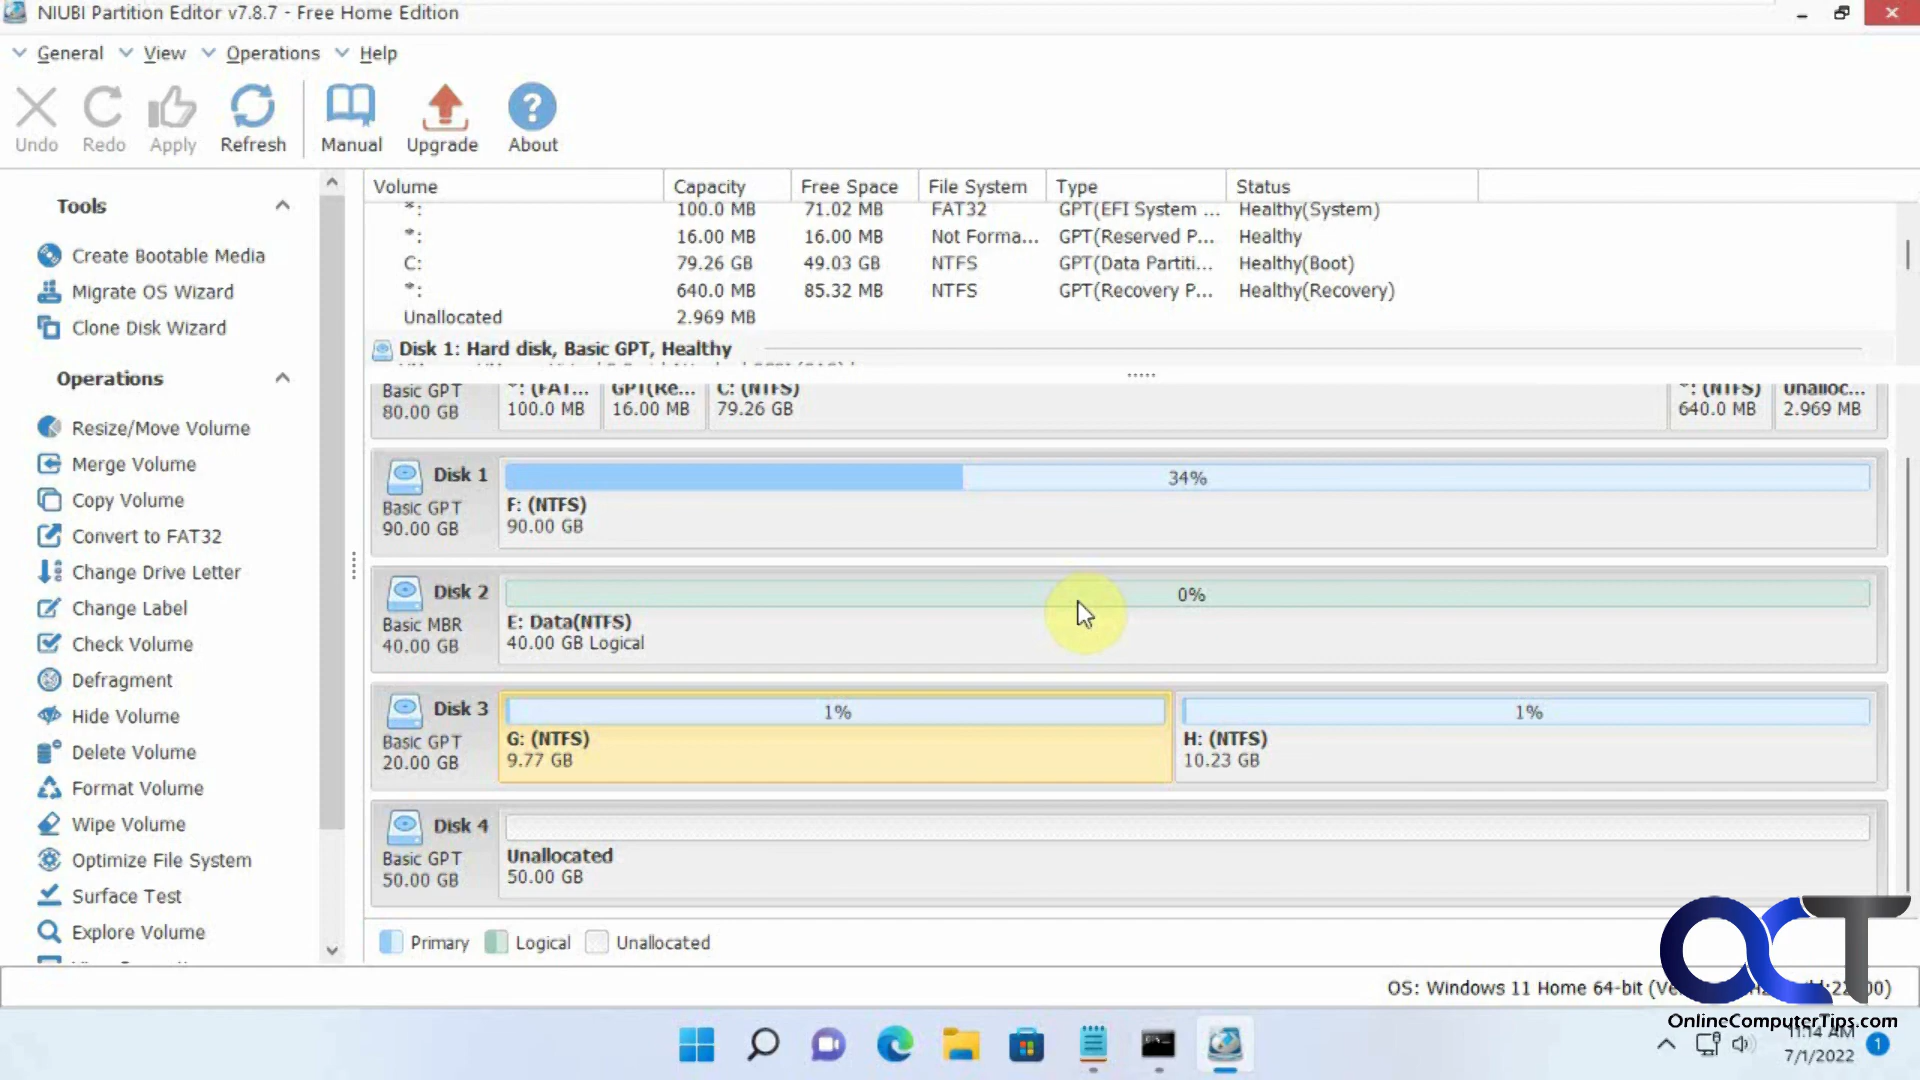 NIUBI Partition Editor v7.8.7 - Free Home Edition
General View Operations Help
Undo Redo Apply Refresh Manual Upgrade About
Tools
Create Bootable Media
Migrate OS Wizard
Clone Disk Wizard
Operations
Resize/Move Volume
Merge Volume
Copy Volume
Convert to FAT32
Change Drive Letter
Change Label
Check Volume
Defragment
Hide Volume
Delete Volume
Format Volume
Wipe Volume
Optimize File System
Surface Test
Explore Volume
Volume Capacity Free Space File System Type Status
*: 100.0 MB 71.02 MB FAT32 GPT(EFI System ... Healthy(System)
*: 16.00 MB 16.00 MB Not Forma... GPT(Reserved P... Healthy
C: 79.26 GB 49.03 GB NTFS GPT(Data Partiti... Healthy(Boot)
*: 640.0 MB 85.32 MB NTFS GPT(Recovery P... Healthy(Recovery)
Unallocated 2.969 MB
Disk 1: Hard disk, Basic GPT, Healthy
Basic GPT *: (FAT... GPT(Re... C: (NTFS) *: (NTFS) Unalloc...
80.00 GB 100.0 MB 16.00 MB 79.26 GB 640.0 MB 2.969 MB
Disk 1 34%
Basic GPT F: (NTFS)
90.00 GB 90.00 GB
Disk 2 0%
Basic MBR E: Data(NTFS)
40.00 GB 40.00 GB Logical
Disk 3 1% 1%
Basic GPT G: (NTFS) H: (NTFS)
20.00 GB 9.77 GB 10.23 GB
Disk 4
Basic GPT Unallocated
50.00 GB 50.00 GB
Primary Logical Unallocated
OS: Windows 11 Home 64-bit
OCT
OnlineComputerTips.com
11:14 AM
7/1/2022 1